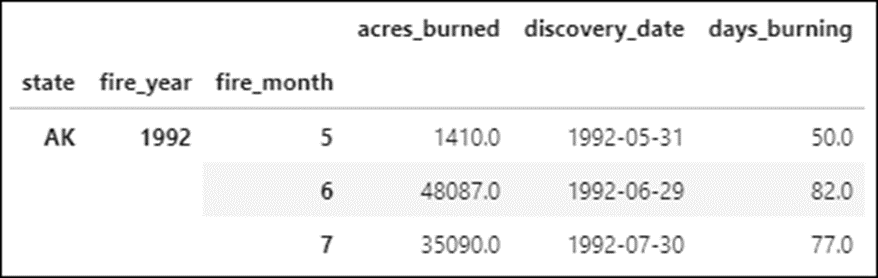 acres_burned discovery_date days_burning
state fire_year fire_month
AK 1992 5 1410.0 1992-05-31 50.0
6 48087.0 1992-06-29 82.0
7 35090.0 1992-07-30 77.0